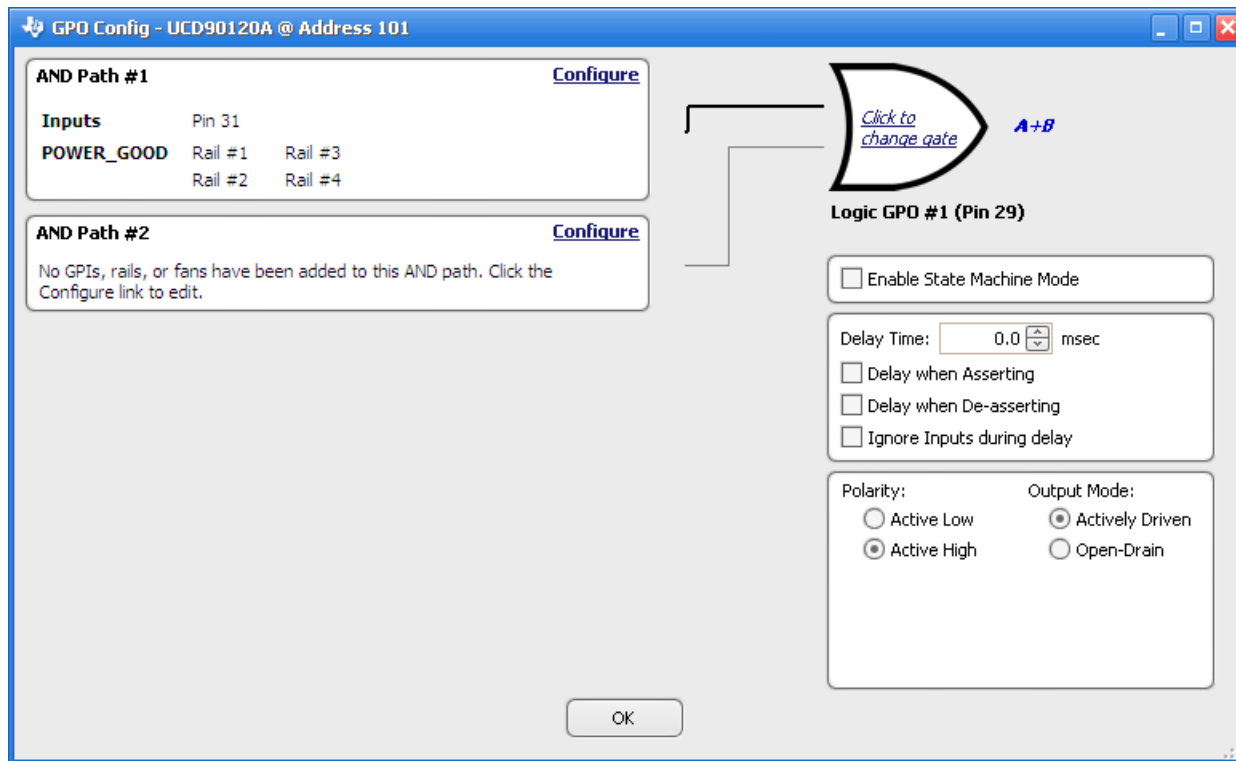 GPO Config - UCD90120A @ Address 101
AND Path #1 Configure
Inputs Pin 31
POWER_GOOD Rail #1 Rail #3
Rail #2 Rail #4
AND Path #2 Configure
No GPIs, rails, or fans have been added to this AND path. Click the
Configure link to edit.
Click to
change gate
A+B
Logic GPO #1 (Pin 29)
Enable State Machine Mode
Delay Time: 0.0 msec
Delay when Asserting
Delay when De-asserting
Ignore Inputs during delay
Polarity: Output Mode:
Active Low Actively Driven
Active High Open-Drain
OK